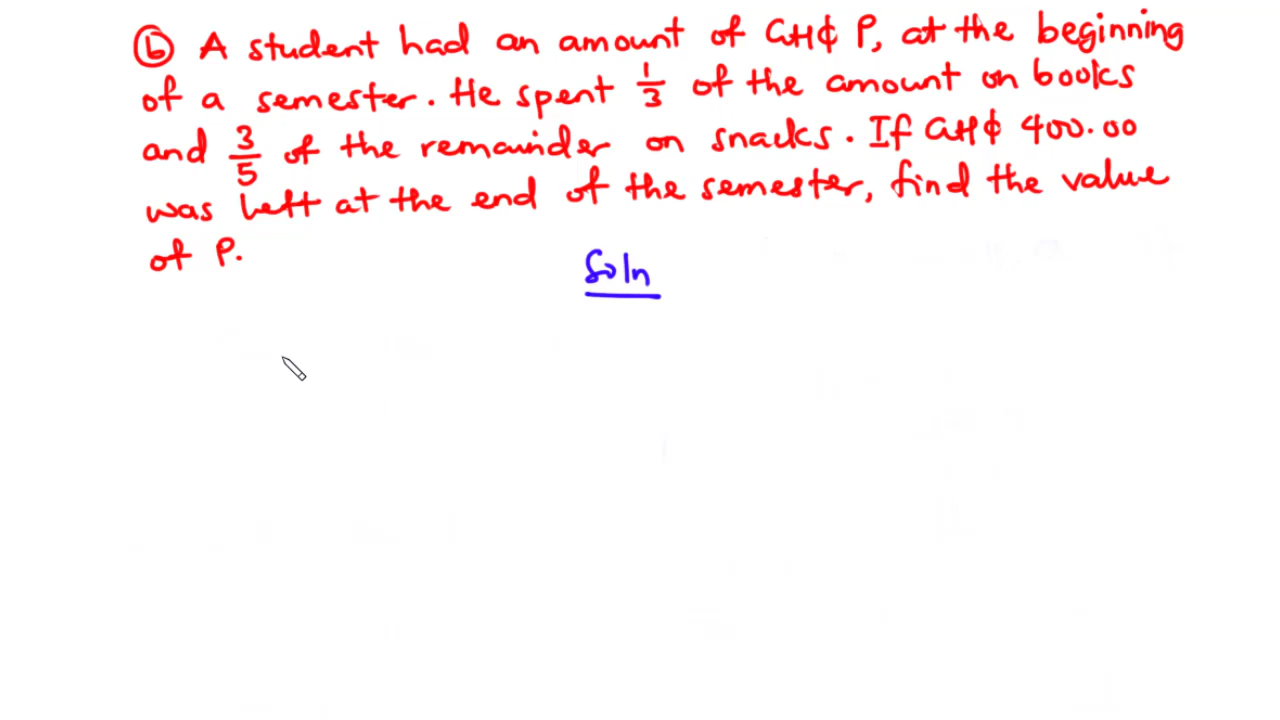 ⓑ A student had an amount of GH₵ P, at the beginning
of a semester. He spent 1/3 of the amount on books
and 3/5 of the remainder on snacks. If GH₵ 400.00
was left at the end of the semester, find the value
of P.
Soln